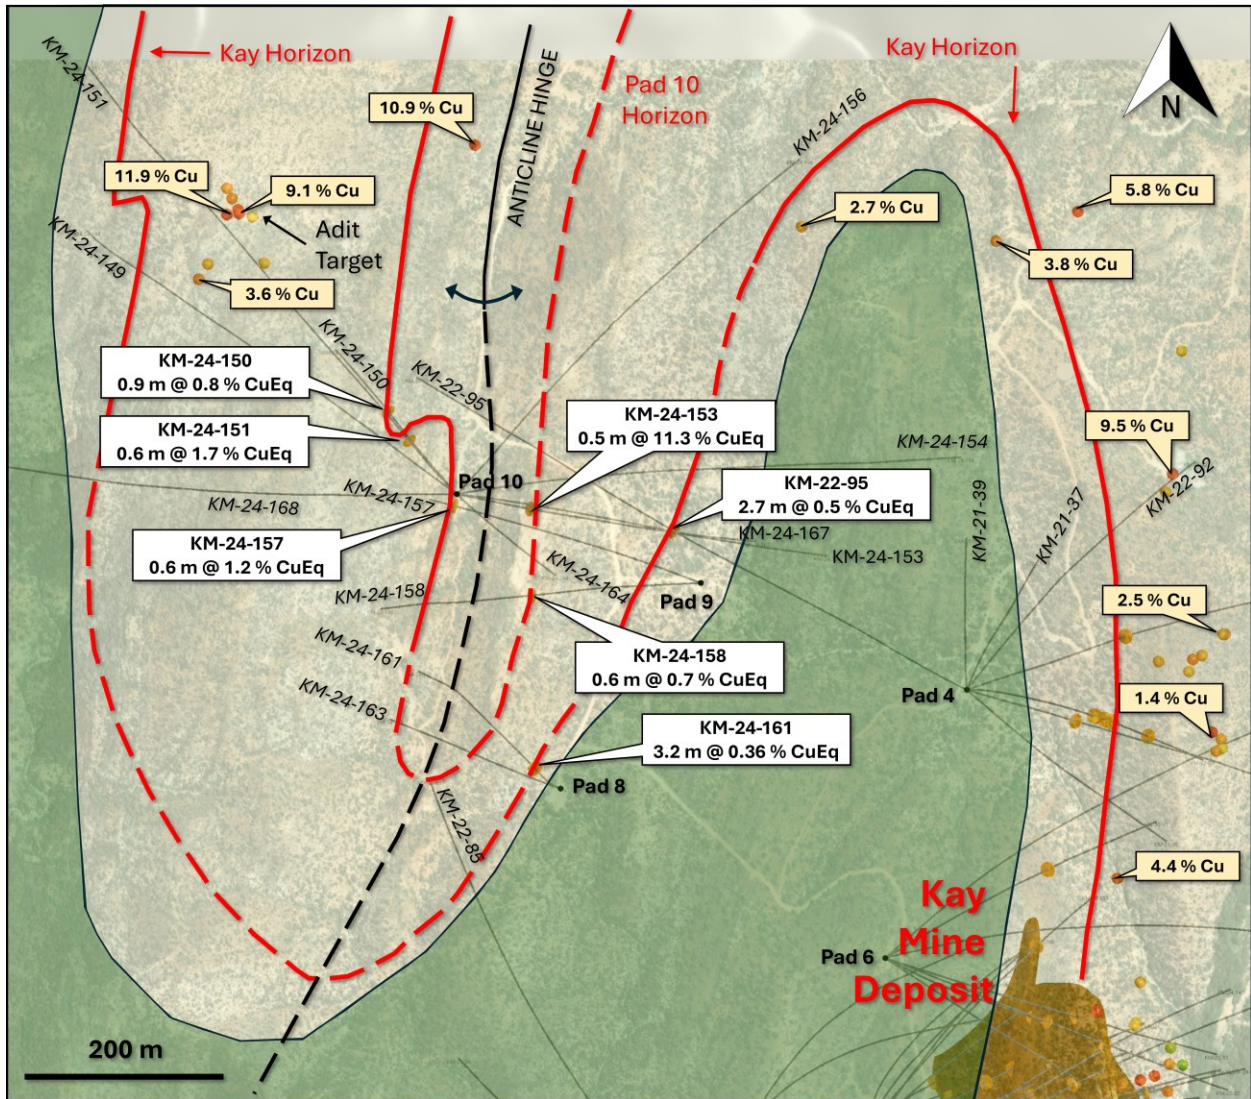 KM-24-151
Kay Horizon
10.9 % Cu
ANTICLINE HINGE
Pad 10
Horizon
Kay Horizon
N
KM-24-156
11.9 % Cu
9.1 % Cu
Adit
Target
2.7 % Cu
5.8 % Cu
3.8 % Cu
KM-24-149
3.6 % Cu
KM-24-150
0.9 m @ 0.8 % CuEq
KM-24-150
KM-22-95
KM-24-151
0.6 m @ 1.7 % CuEq
KM-24-153
0.5 m @ 11.3 % CuEq
KM-24-154
9.5 % Cu
KM-22-92
Pad 10
KM-22-95
2.7 m @ 0.5 % CuEq
KM-21-39
KM-21-37
KM-24-168
KM-24-157
KM-24-167
KM-24-153
KM-24-157
0.6 m @ 1.2 % CuEq
KM-24-158
KM-24-164
Pad 9
2.5 % Cu
KM-24-161
KM-24-158
0.6 m @ 0.7 % CuEq
Pad 4
1.4 % Cu
KM-24-163
KM-24-161
3.2 m @ 0.36 % CuEq
Pad 8
KM-22-85
4.4 % Cu
Kay
Mine
Deposit
Pad 6
200 m